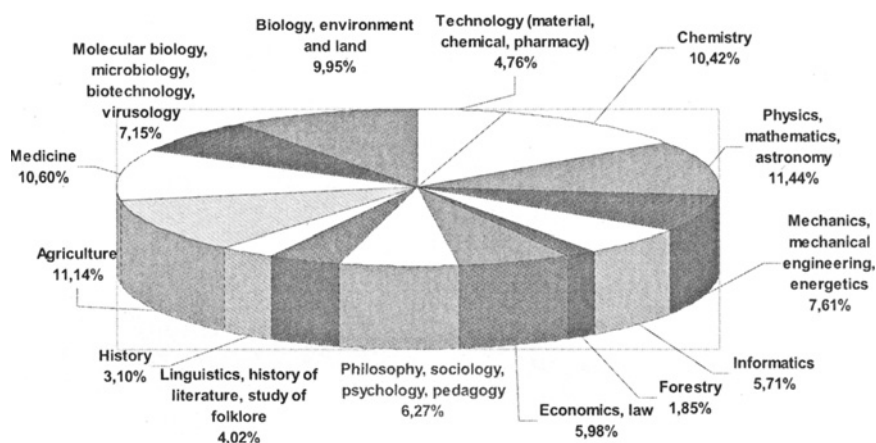 Biology, environment
and land
9,95%
Technology (material,
chemical, pharmacy)
4,76%
Chemistry
10,42%
Physics,
mathematics,
astronomy
11,44%
Mechanics,
mechanical
engineering,
energetics
7,61%
Informatics
5,71%
Forestry
1,85%
Economics, law
5,98%
Philosophy, sociology,
psychology, pedagogy
6,27%
Linguistics, history of
literature, study of
folklore
4,02%
History
3,10%
Agriculture
11,14%
Medicine
10,60%
Molecular biology,
microbiology,
biotechnology,
virusology
7,15%